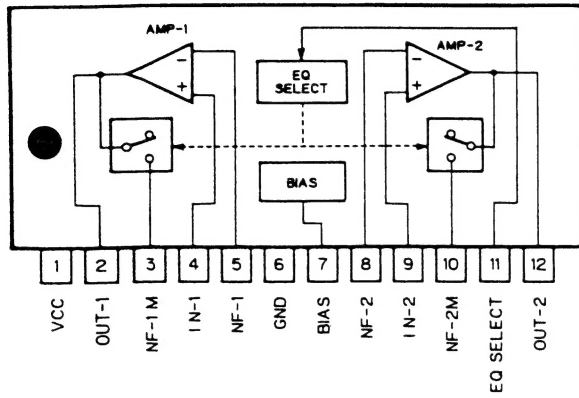 AMP-1
AMP-2
−
+
EQ
SELECT
−
+
BIAS
1
2
3
4
5
6
7
8
9
10
11
12
VCC
OUT-1
NF-1M
IN-1
NF-1
GND
BIAS
NF-2
IN-2
NF-2M
EQ SELECT
OUT-2